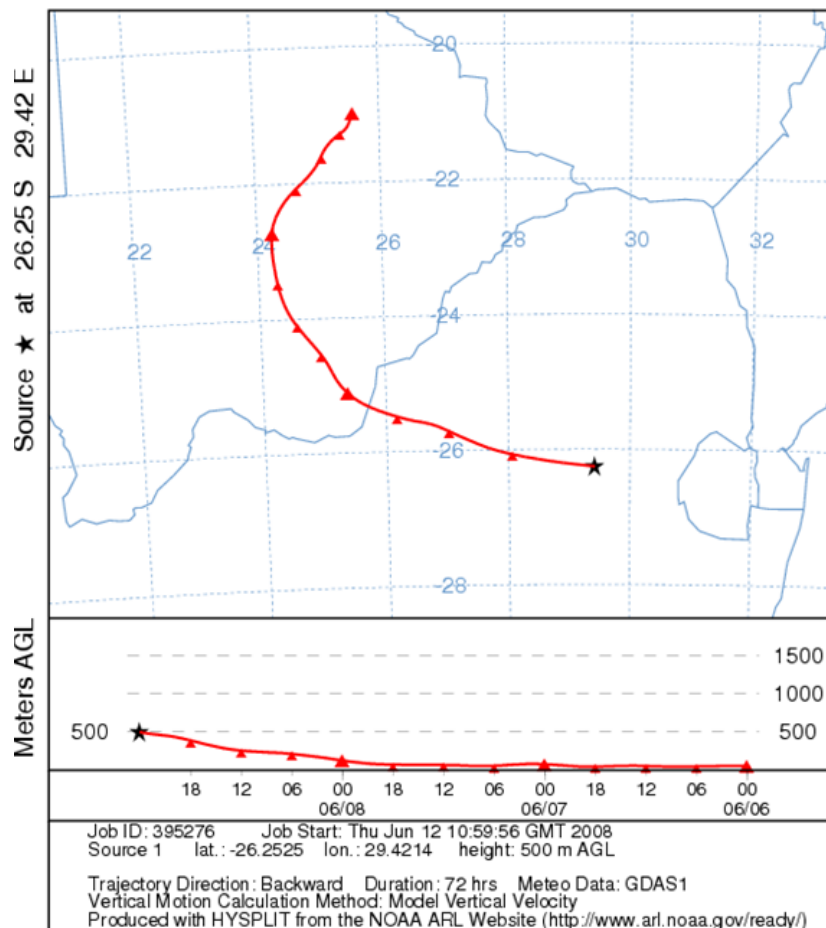 Source ★ at 26.25 S 29.42 E
-20
-22
22 24 26 28 30 32
-24
-26
-28
Meters AGL
1500
1000
500 500
18 12 06 00 18 12 06 00 18 12 06 00
06/08 06/07 06/06
Job ID: 395276 Job Start: Thu Jun 12 10:59:56 GMT 2008
Source 1 lat.: -26.2525 lon.: 29.4214 height: 500 m AGL
Trajectory Direction: Backward Duration: 72 hrs Meteo Data: GDAS1
Vertical Motion Calculation Method: Model Vertical Velocity
Produced with HYSPLIT from the NOAA ARL Website (http://www.arl.noaa.gov/ready/)